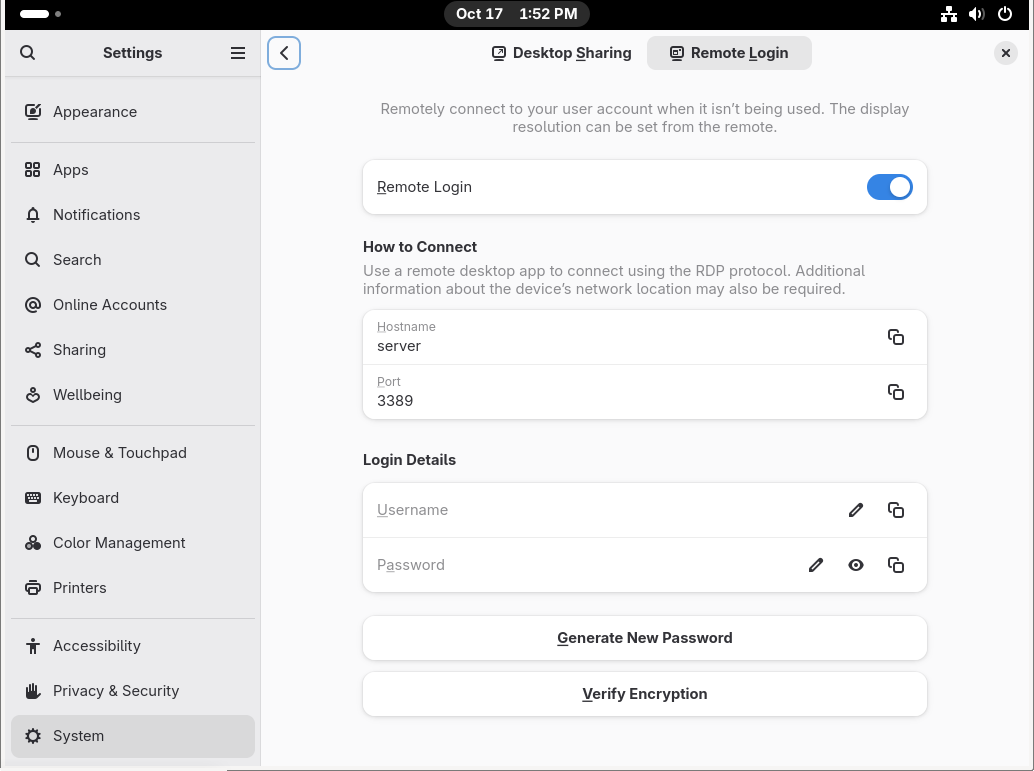 Oct 17 1:52 PM
Settings
Desktop Sharing
Remote Login
Appearance
Apps
Notifications
Search
Online Accounts
Sharing
Wellbeing
Mouse & Touchpad
Keyboard
Color Management
Printers
Accessibility
Privacy & Security
System
Remotely connect to your user account when it isn’t being used. The display
resolution can be set from the remote.
Remote Login
How to Connect
Use a remote desktop app to connect using the RDP protocol. Additional
information about the device’s network location may also be required.
Hostname
server
Port
3389
Login Details
Username
Password
Generate New Password
Verify Encryption